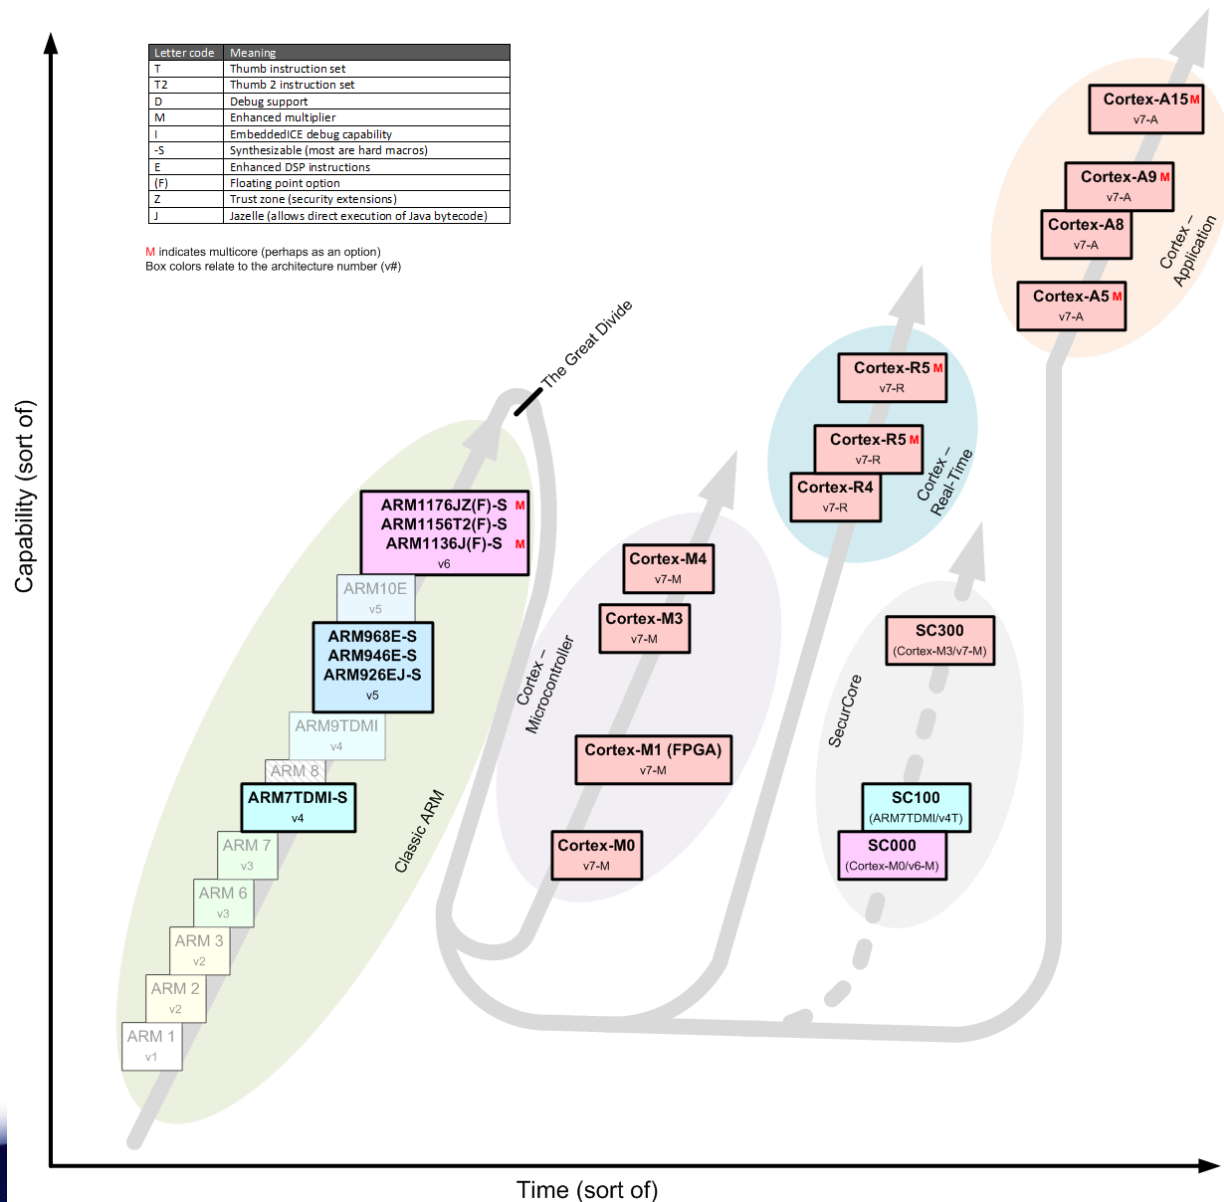 Letter code Meaning
T Thumb instruction set
T2 Thumb 2 instruction set
D Debug support
M Enhanced multiplier
I EmbeddedICE debug capability
-S Synthesizable (most are hard macros)
E Enhanced DSP instructions
(F) Floating point option
Z Trust zone (security extensions)
J Jazelle (allows direct execution of Java bytecode)
M indicates multicore (perhaps as an option)
Box colors relate to the architecture number (v#)
Capability (sort of)
Time (sort of)
The Great Divide
Classic ARM
ARM1176JZ(F)-S M
ARM1156T2(F)-S
ARM1136J(F)-S M
v6
ARM10E
v5
ARM968E-S
ARM946E-S
ARM926EJ-S
v5
ARM9TDMI
v4
ARM 8
ARM7TDMI-S
v4
ARM 7
v3
ARM 6
v3
ARM 3
v2
ARM 2
v2
ARM 1
v1
Cortex –
Microcontroller
Cortex-M4
v7-M
Cortex-M3
v7-M
Cortex-M1 (FPGA)
v7-M
Cortex-M0
v7-M
Cortex –
Real-Time
Cortex-R5 M
v7-R
Cortex-R5 M
v7-R
Cortex-R4
v7-R
SecurCore
SC300
(Cortex-M3/v7-M)
SC100
(ARM7TDMI/v4T)
SC000
(Cortex-M0/v6-M)
Cortex –
Application
Cortex-A15 M
v7-A
Cortex-A9 M
v7-A
Cortex-A8
v7-A
Cortex-A5 M
v7-A